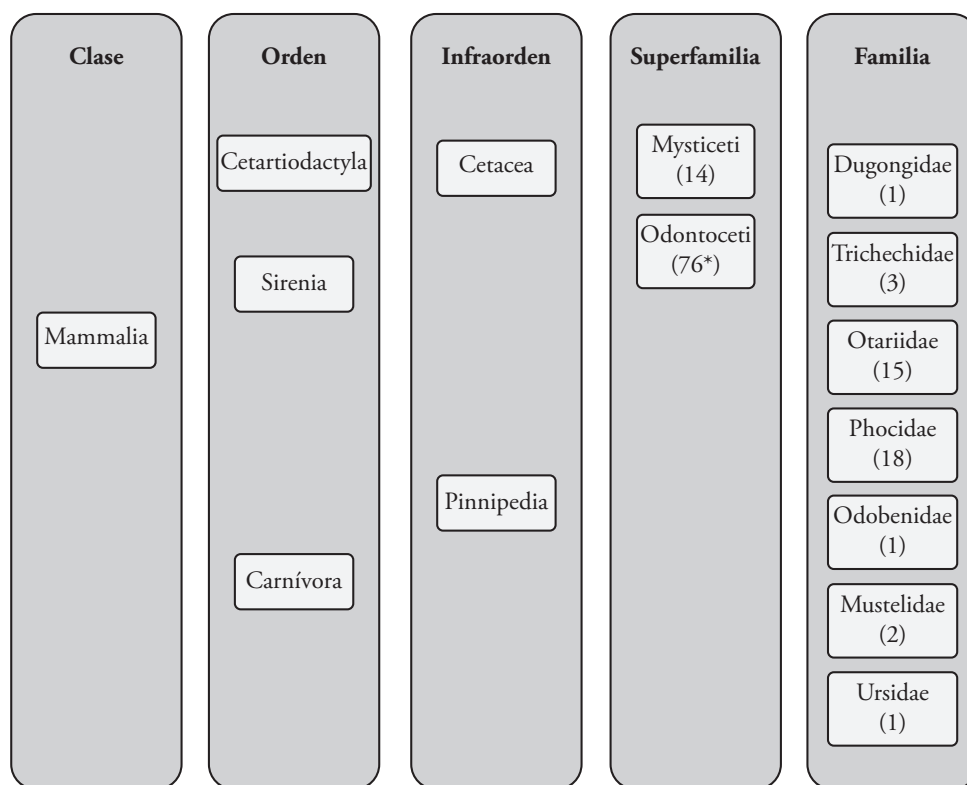 Clase
Mammalia
Orden
Cetartiodactyla
Sirenia
Carnívora
Infraorden
Cetacea
Pinnipedia
Superfamilia
Mysticeti
(14)
Odontoceti
(76*)
Familia
Dugongidae
(1)
Trichechidae
(3)
Otariidae
(15)
Phocidae
(18)
Odobenidae
(1)
Mustelidae
(2)
Ursidae
(1)